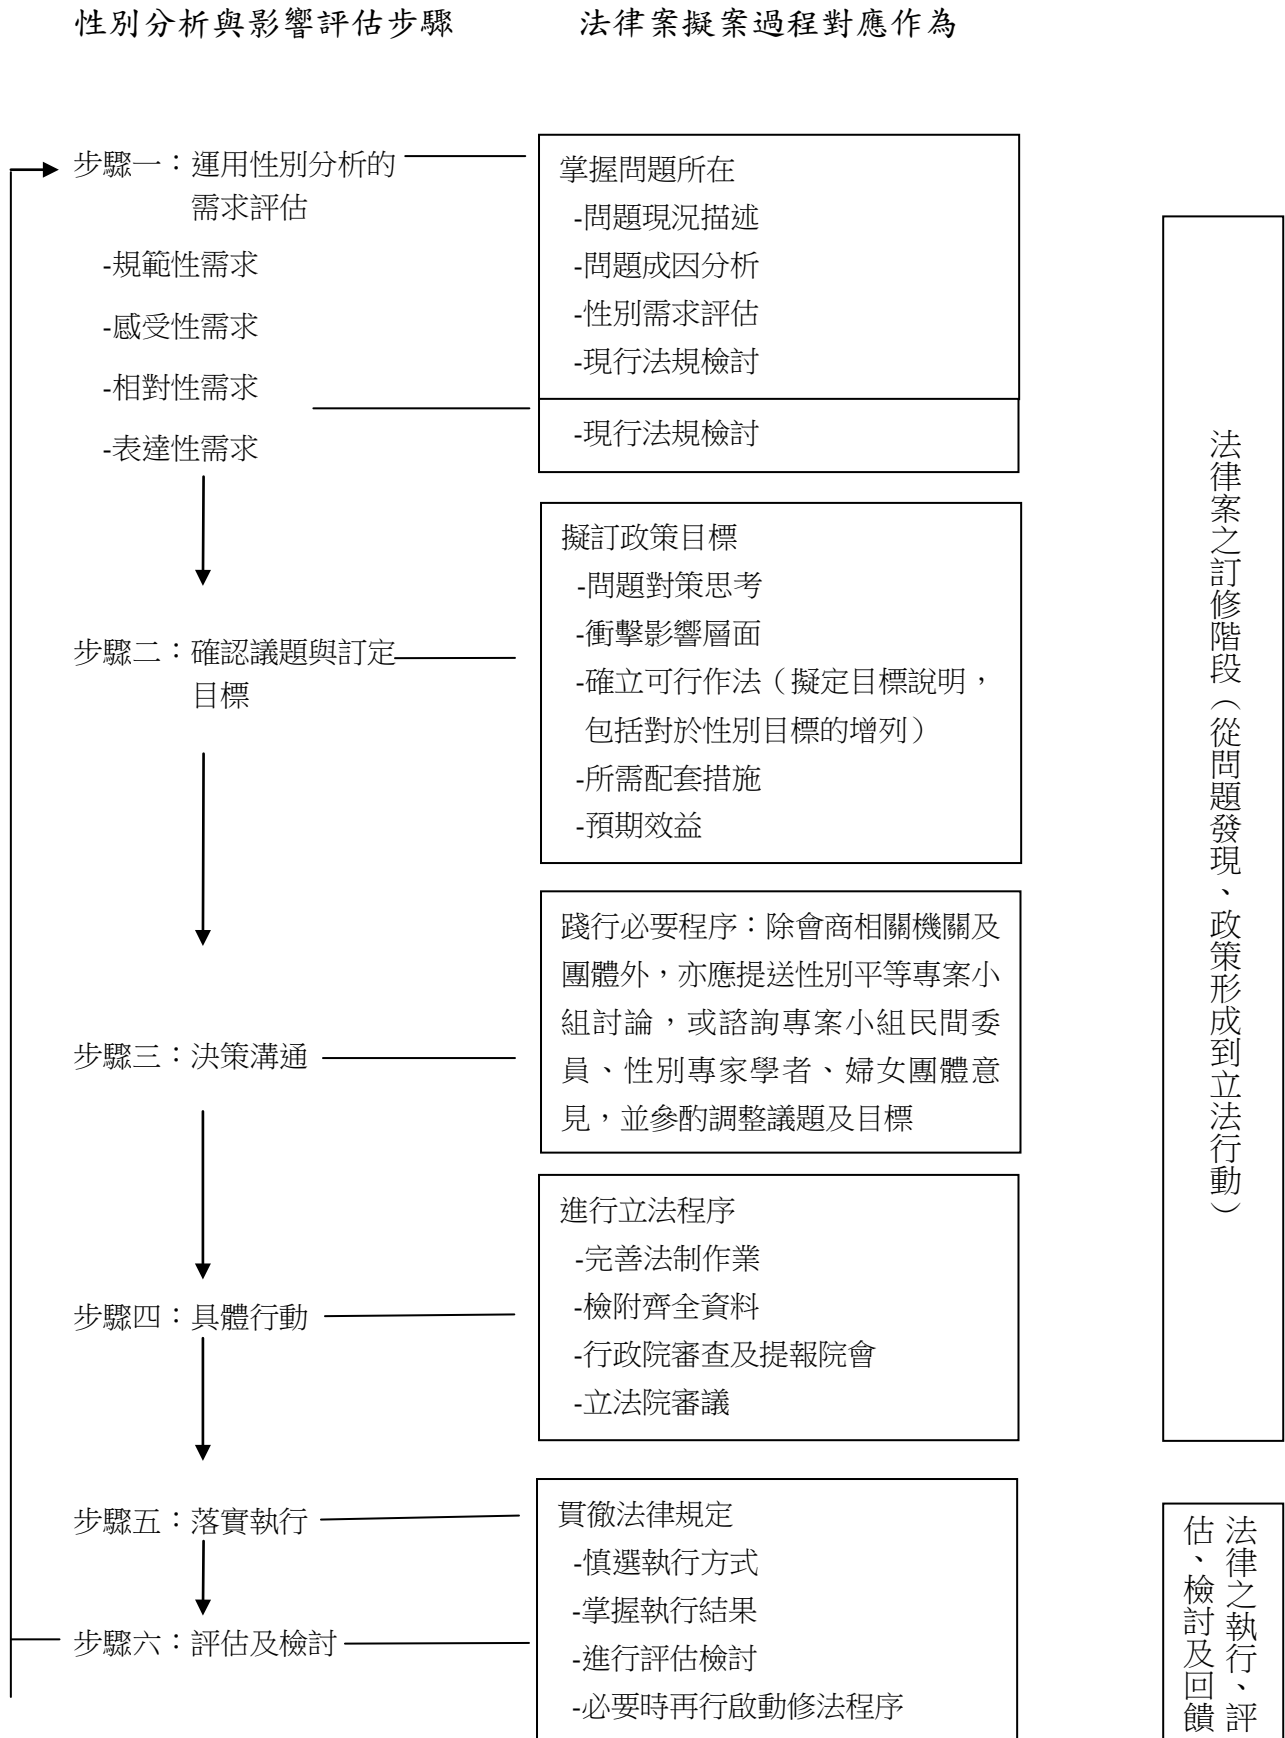 性別分析與影響評估步驟
法律案擬案過程對應作為
步驟一：運用性別分析的
需求評估
-規範性需求
-感受性需求
-相對性需求
-表達性需求
掌握問題所在
-問題現況描述
-問題成因分析
-性別需求評估
-現行法規檢討
-現行法規檢討
步驟二：確認議題與訂定
目標
擬訂政策目標
-問題對策思考
-衝擊影響層面
-確立可行作法（擬定目標說明，
包括對於性別目標的增列）
-所需配套措施
-預期效益
步驟三：決策溝通
踐行必要程序：除會商相關機關及
團體外，亦應提送性別平等專案小
組討論，或諮詢專案小組民間委
員、性別專家學者、婦女團體意
見，並參酌調整議題及目標
步驟四：具體行動
進行立法程序
-完善法制作業
-檢附齊全資料
-行政院審查及提報院會
-立法院審議
步驟五：落實執行
步驟六：評估及檢討
貫徹法律規定
-慎選執行方式
-掌握執行結果
-進行評估檢討
-必要時再行啟動修法程序
法律案之訂修階段（從問題發現、政策形成到立法行動）
法律之執行、評
估、檢討及回饋